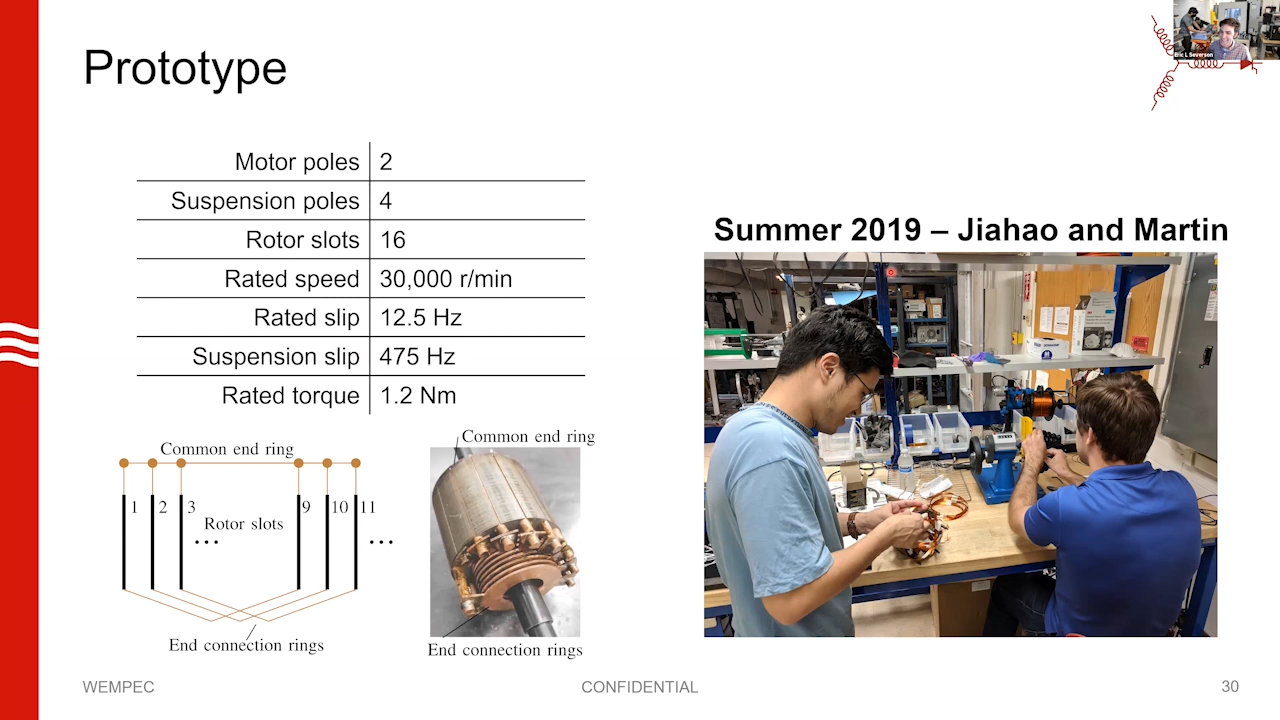 Eric L Severson
Prototype
Motor poles 2
Suspension poles 4
Rotor slots 16
Rated speed 30,000 r/min
Rated slip 12.5 Hz
Suspension slip 475 Hz
Rated torque 1.2 Nm
Summer 2019 – Jiahao and Martin
Common end ring
1 2 3 9 10 11
Rotor slots
... ...
End connection rings
Common end ring
End connection rings
WEMPEC CONFIDENTIAL 30